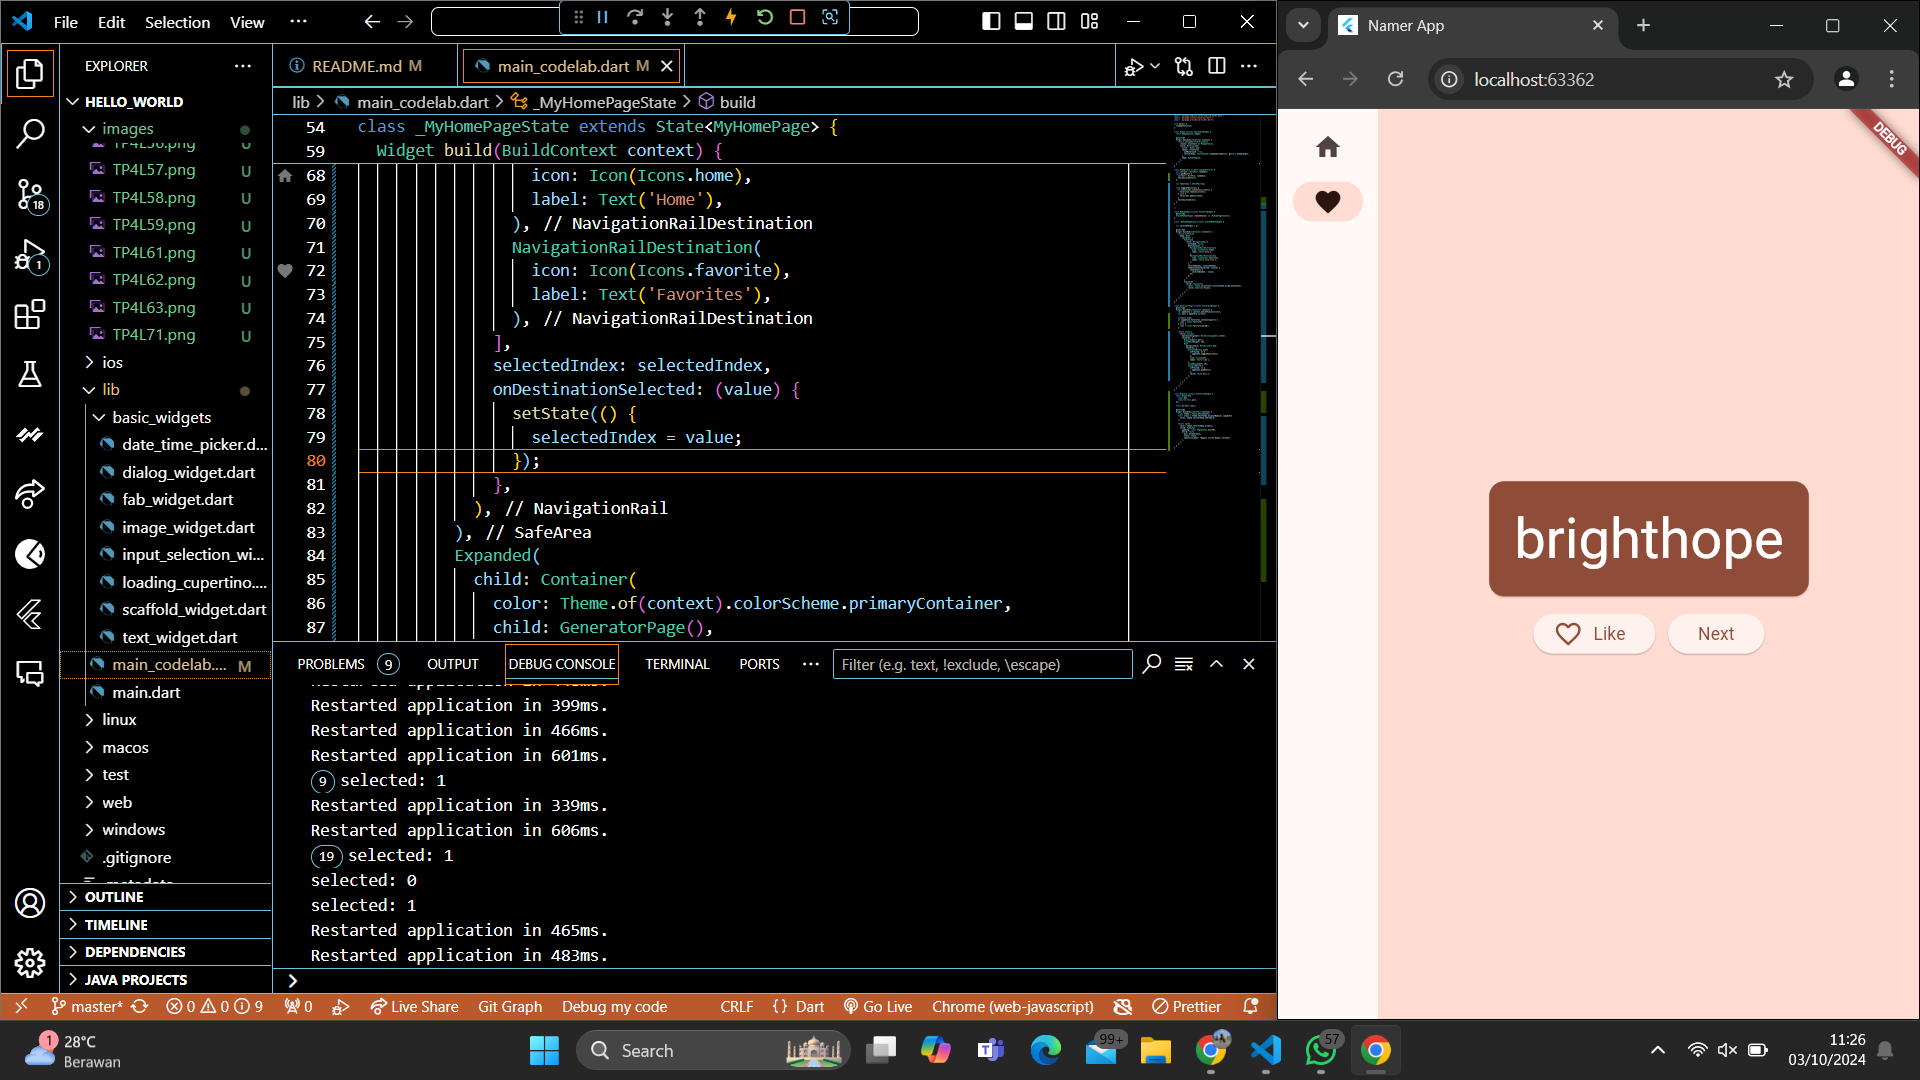 File Edit Selection View
EXPLORER
HELLO_WORLD
images
TP4L57.png U
TP4L58.png U
TP4L59.png U
TP4L61.png U
TP4L62.png U
TP4L63.png U
TP4L71.png U
ios
lib
basic_widgets
date_time_picker.d...
dialog_widget.dart
fab_widget.dart
image_widget.dart
input_selection_wi...
loading_cupertino....
scaffold_widget.dart
text_widget.dart
main_codelab.... M
main.dart
linux
macos
test
web
windows
.gitignore
OUTLINE
TIMELINE
DEPENDENCIES
JAVA PROJECTS
18
1
README.md M
main_codelab.dart M
lib > main_codelab.dart > _MyHomePageState > build
54 class _MyHomePageState extends State<MyHomePage> {
59 Widget build(BuildContext context) {
68 icon: Icon(Icons.home),
69 label: Text('Home'),
70 ), // NavigationRailDestination
71 NavigationRailDestination(
72 icon: Icon(Icons.favorite),
73 label: Text('Favorites'),
74 ), // NavigationRailDestination
75 ],
76 selectedIndex: selectedIndex,
77 onDestinationSelected: (value) {
78 setState(() {
79 selectedIndex = value;
80 });
81 },
82 ), // NavigationRail
83 ), // SafeArea
84 Expanded(
85 child: Container(
86 color: Theme.of(context).colorScheme.primaryContainer,
87 child: GeneratorPage(),
PROBLEMS 9 OUTPUT DEBUG CONSOLE TERMINAL PORTS Filter (e.g. text, !exclude, \escape)
Restarted application in 399ms.
Restarted application in 466ms.
Restarted application in 601ms.
9 selected: 1
Restarted application in 339ms.
Restarted application in 606ms.
19 selected: 1
selected: 0
selected: 1
Restarted application in 465ms.
Restarted application in 483ms.
master* 0 0 9 0 Live Share Git Graph Debug my code CRLF {} Dart Go Live Chrome (web-javascript) Prettier
Namer App
localhost:63362
DEBUG
brighthope
Like
Next
1
28°C
Berawan
Search
99+
57
11:26
03/10/2024